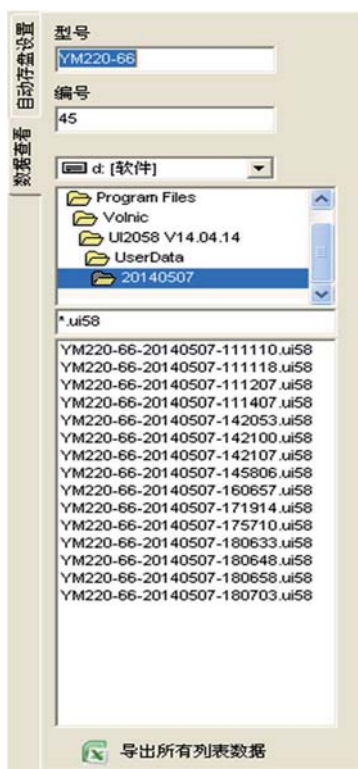 自动存盘设置
数据查看
型号
YM220-66
编号
45
d: [软件]
Program Files
Volnic
UI2058 V14.04.14
UserData
20140507
*.ui58
YM220-66-20140507-111110.ui58
YM220-66-20140507-111118.ui58
YM220-66-20140507-111207.ui58
YM220-66-20140507-111407.ui58
YM220-66-20140507-142053.ui58
YM220-66-20140507-142100.ui58
YM220-66-20140507-142107.ui58
YM220-66-20140507-145806.ui58
YM220-66-20140507-160657.ui58
YM220-66-20140507-171914.ui58
YM220-66-20140507-175710.ui58
YM220-66-20140507-180633.ui58
YM220-66-20140507-180648.ui58
YM220-66-20140507-180658.ui58
YM220-66-20140507-180703.ui58
导出所有列表数据